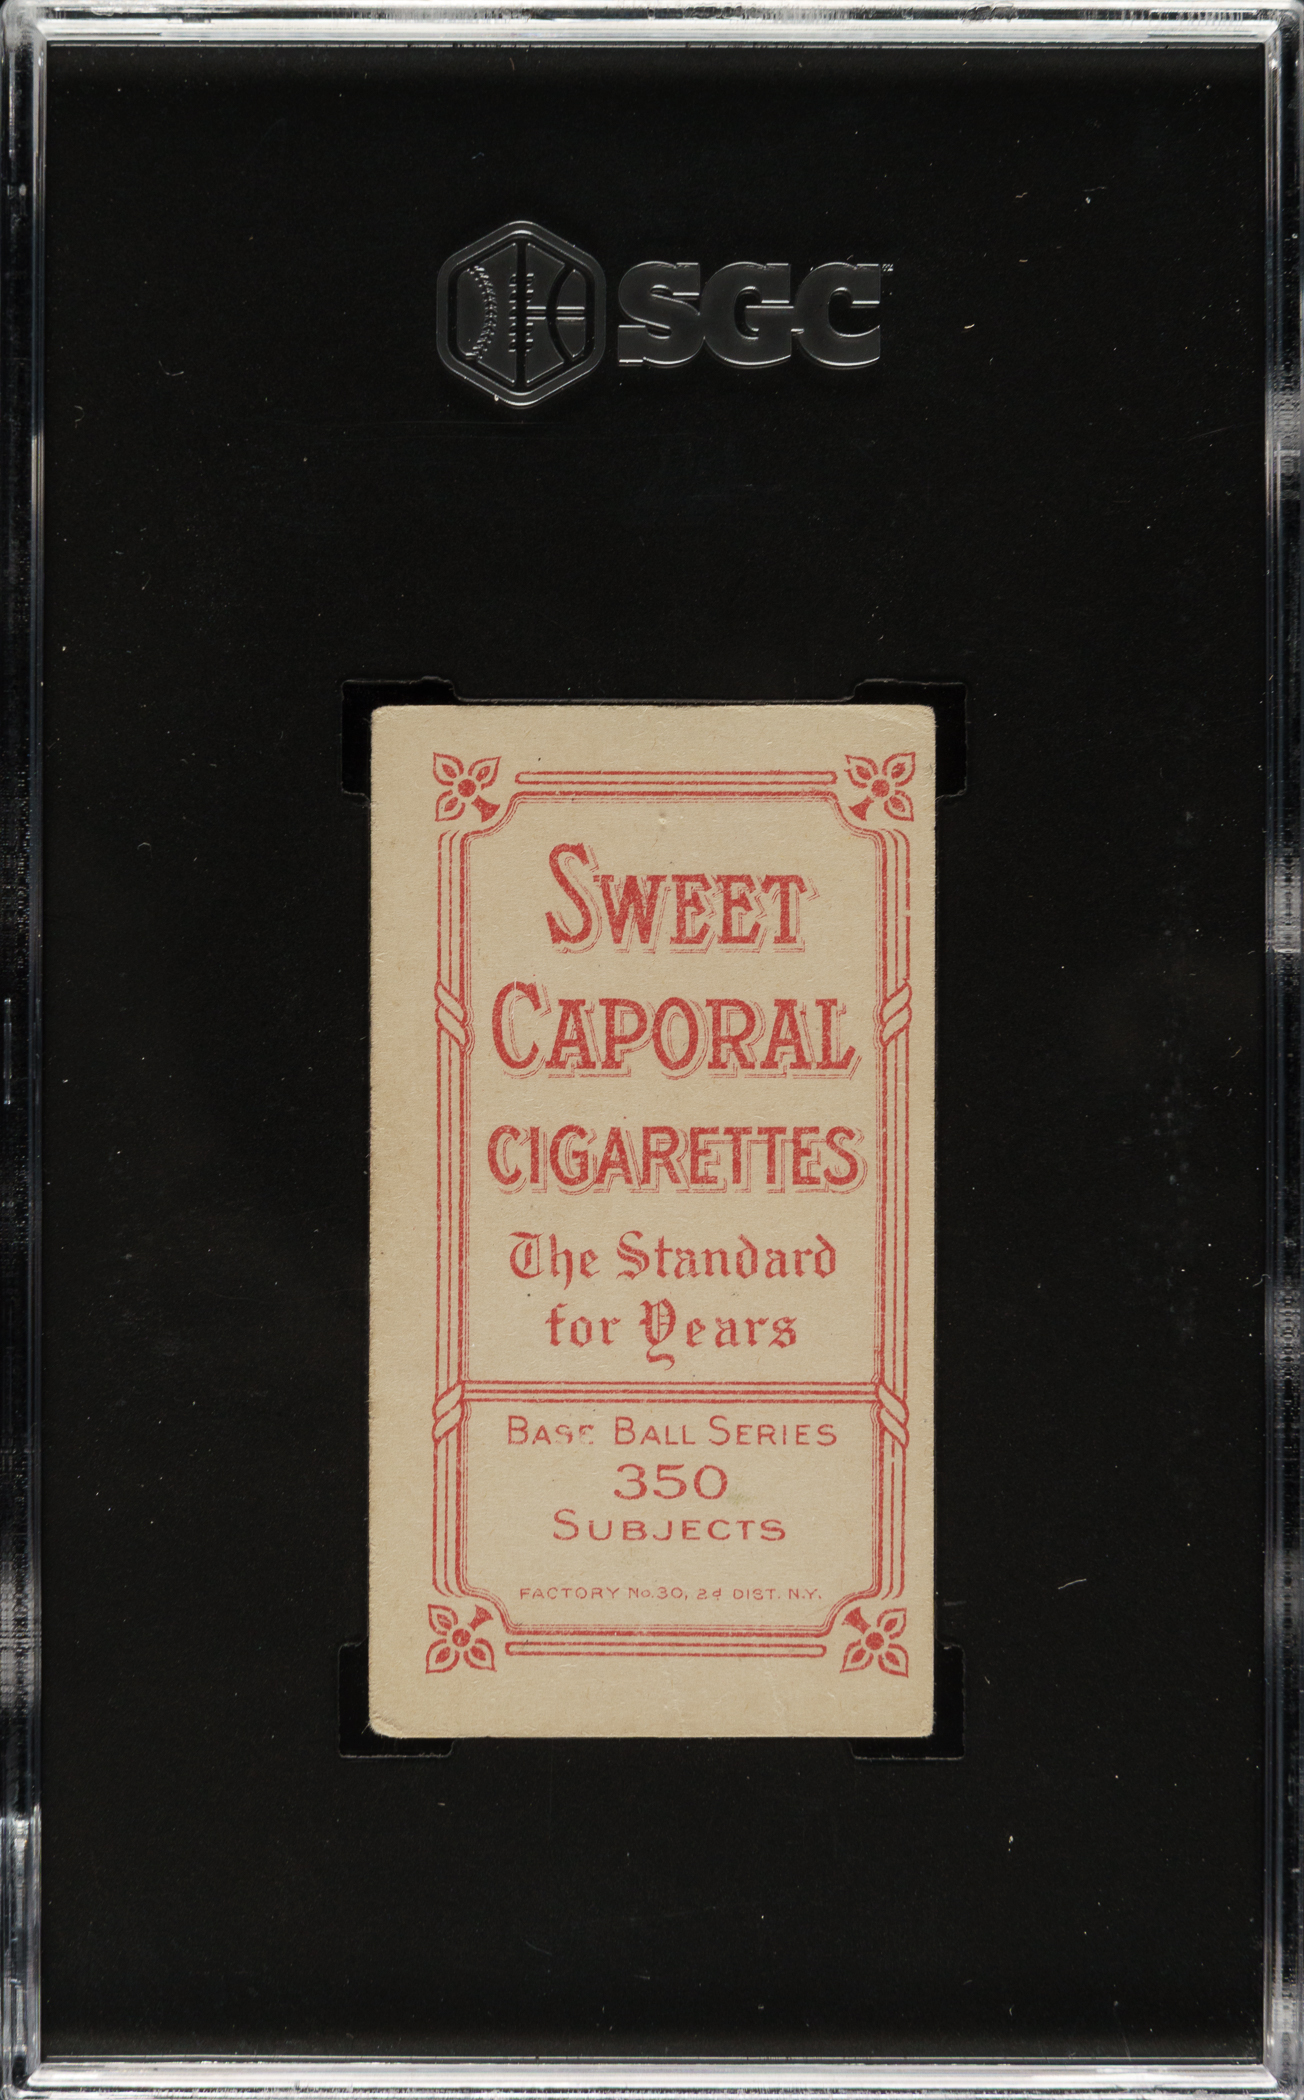 SGC
SWEET
CAPORAL
CIGARETTES
The Standard
for Years
BASE BALL SERIES
350
SUBJECTS
FACTORY No. 30, 2d DIST. N.Y.